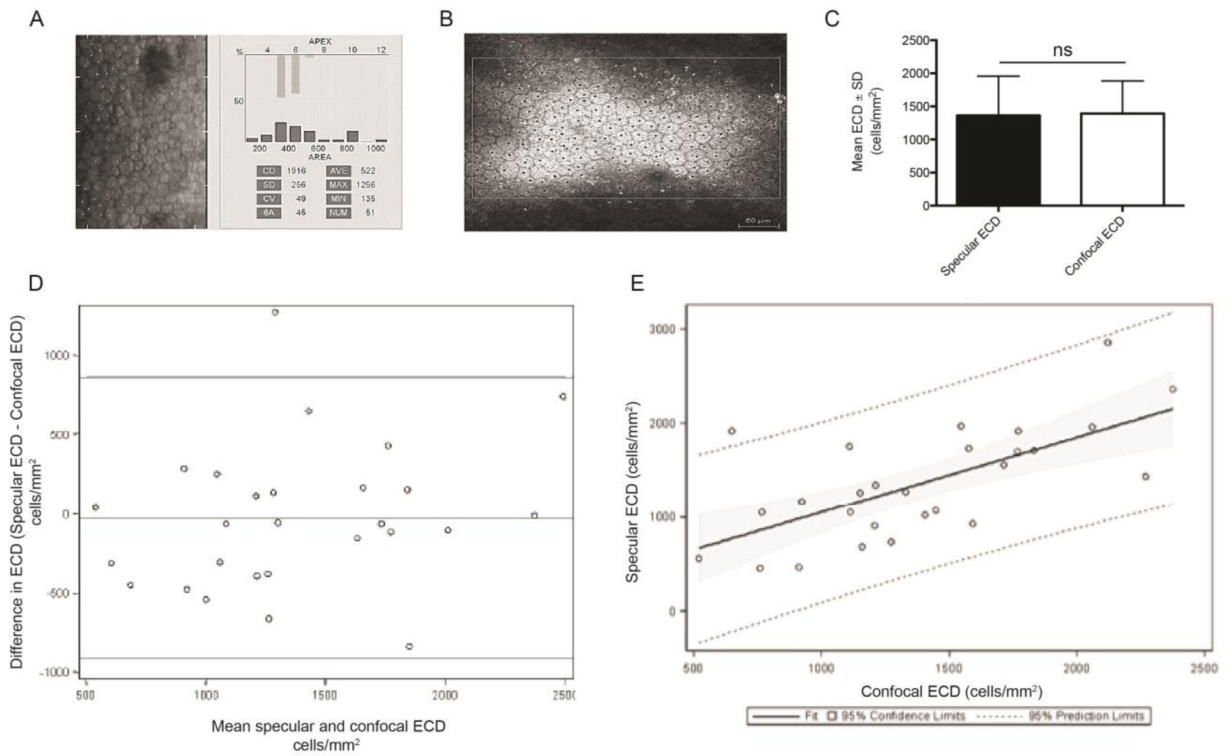 A
APEX
% 4 6 8 10 12
50
200 400 600 800 1000
AREA
CD 1916 AVE 522
SD 256 MAX 1256
CV 49 MIN 135
6A 45 NUM 51
B
60 µm
C
Mean ECD ± SD
(cells/mm²)
2500
2000
1500
1000
500
0
ns
Specular ECD
Confocal ECD
D
Difference in ECD (Specular ECD - Confocal ECD)
cells/mm²
1000
500
0
-500
-1000
500 1000 1500 2000 2500
Mean specular and confocal ECD
cells/mm²
E
Specular ECD (cells/mm²)
3000
2000
1000
0
500 1000 1500 2000 2500
Confocal ECD (cells/mm²)
Fit 95% Confidence Limits 95% Prediction Limits